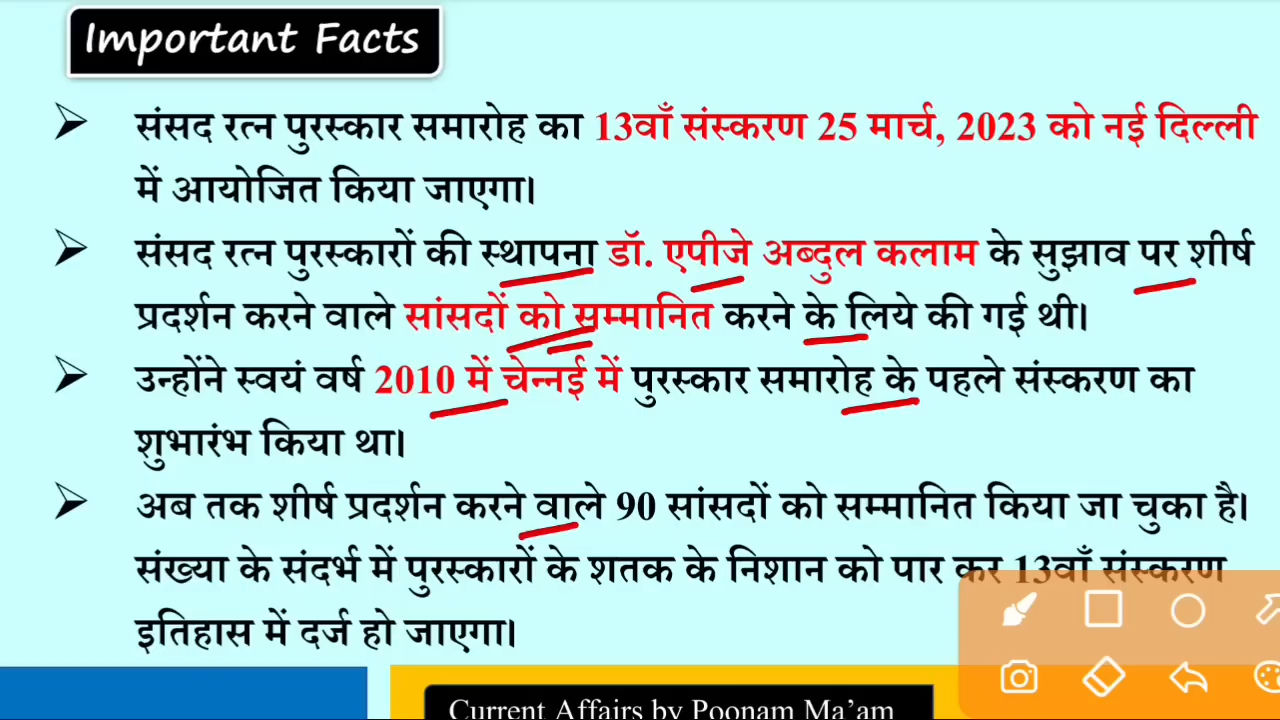 Important Facts
संसद रत्न पुरस्कार समारोह का 13वाँ संस्करण 25 मार्च, 2023 को नई दिल्ली
में आयोजित किया जाएगा।
संसद रत्न पुरस्कारों की स्थापना डॉ. एपीजे अब्दुल कलाम के सुझाव पर शीर्ष
प्रदर्शन करने वाले सांसदों को सम्मानित करने के लिये की गई थी।
उन्होंने स्वयं वर्ष 2010 में चेन्नई में पुरस्कार समारोह के पहले संस्करण का
शुभारंभ किया था।
अब तक शीर्ष प्रदर्शन करने वाले 90 सांसदों को सम्मानित किया जा चुका है।
संख्या के संदर्भ में पुरस्कारों के शतक के निशान को पार कर 13वाँ संस्करण
इतिहास में दर्ज हो जाएगा।
Current Affairs by Poonam Ma'am